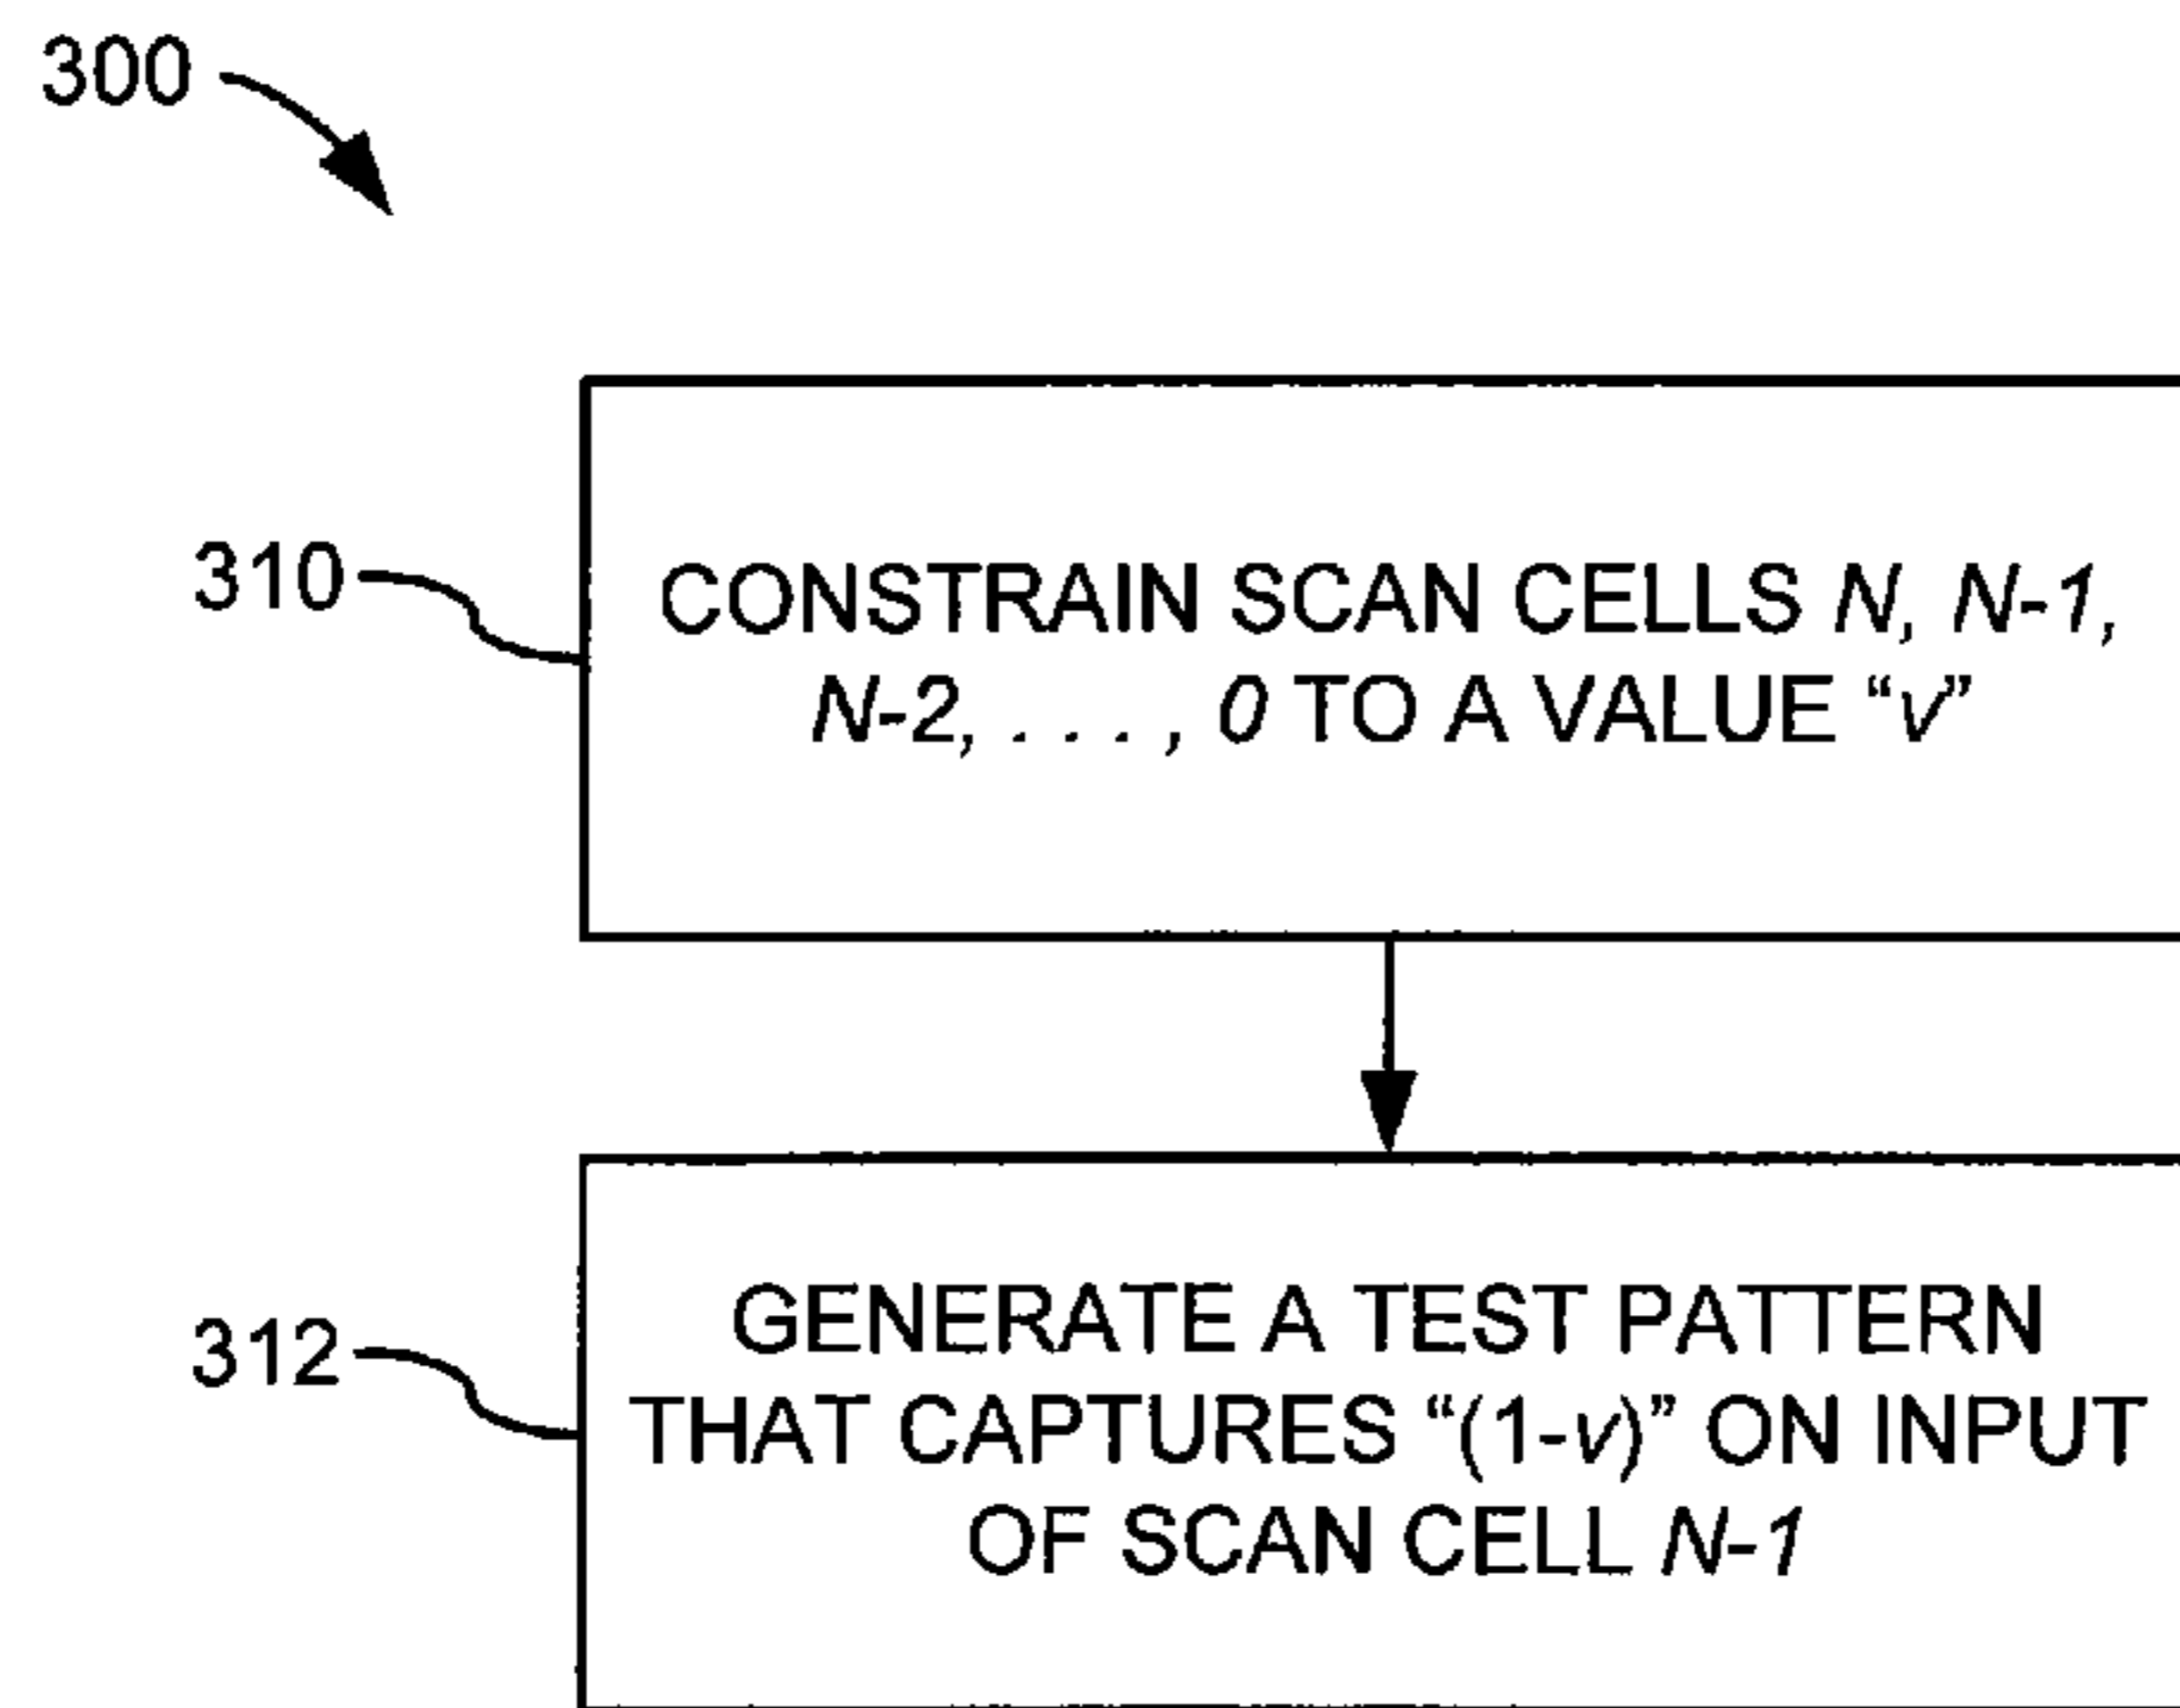 300
310
CONSTRAIN SCAN CELLS N, N-1,
N-2, . . . , 0 TO A VALUE “v”
312
GENERATE A TEST PATTERN
THAT CAPTURES “(1-v)” ON INPUT
OF SCAN CELL N-1